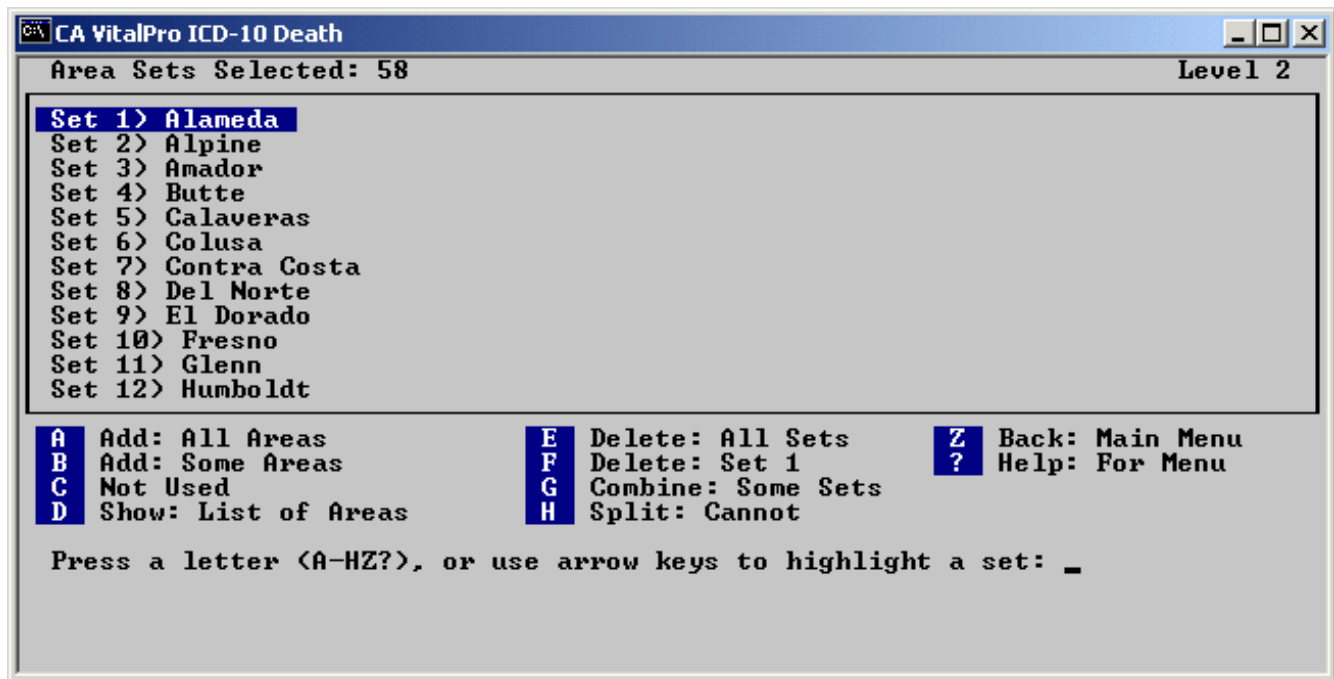 CA VitalPro ICD-10 Death
Area Sets Selected: 58 Level 2
Set 1) Alameda
Set 2) Alpine
Set 3) Amador
Set 4) Butte
Set 5) Calaveras
Set 6) Colusa
Set 7) Contra Costa
Set 8) Del Norte
Set 9) El Dorado
Set 10) Fresno
Set 11) Glenn
Set 12) Humboldt
A Add: All Areas E Delete: All Sets Z Back: Main Menu
B Add: Some Areas F Delete: Set 1 ? Help: For Menu
C Not Used G Combine: Some Sets
D Show: List of Areas H Split: Cannot
Press a letter (A-HZ?), or use arrow keys to highlight a set: _